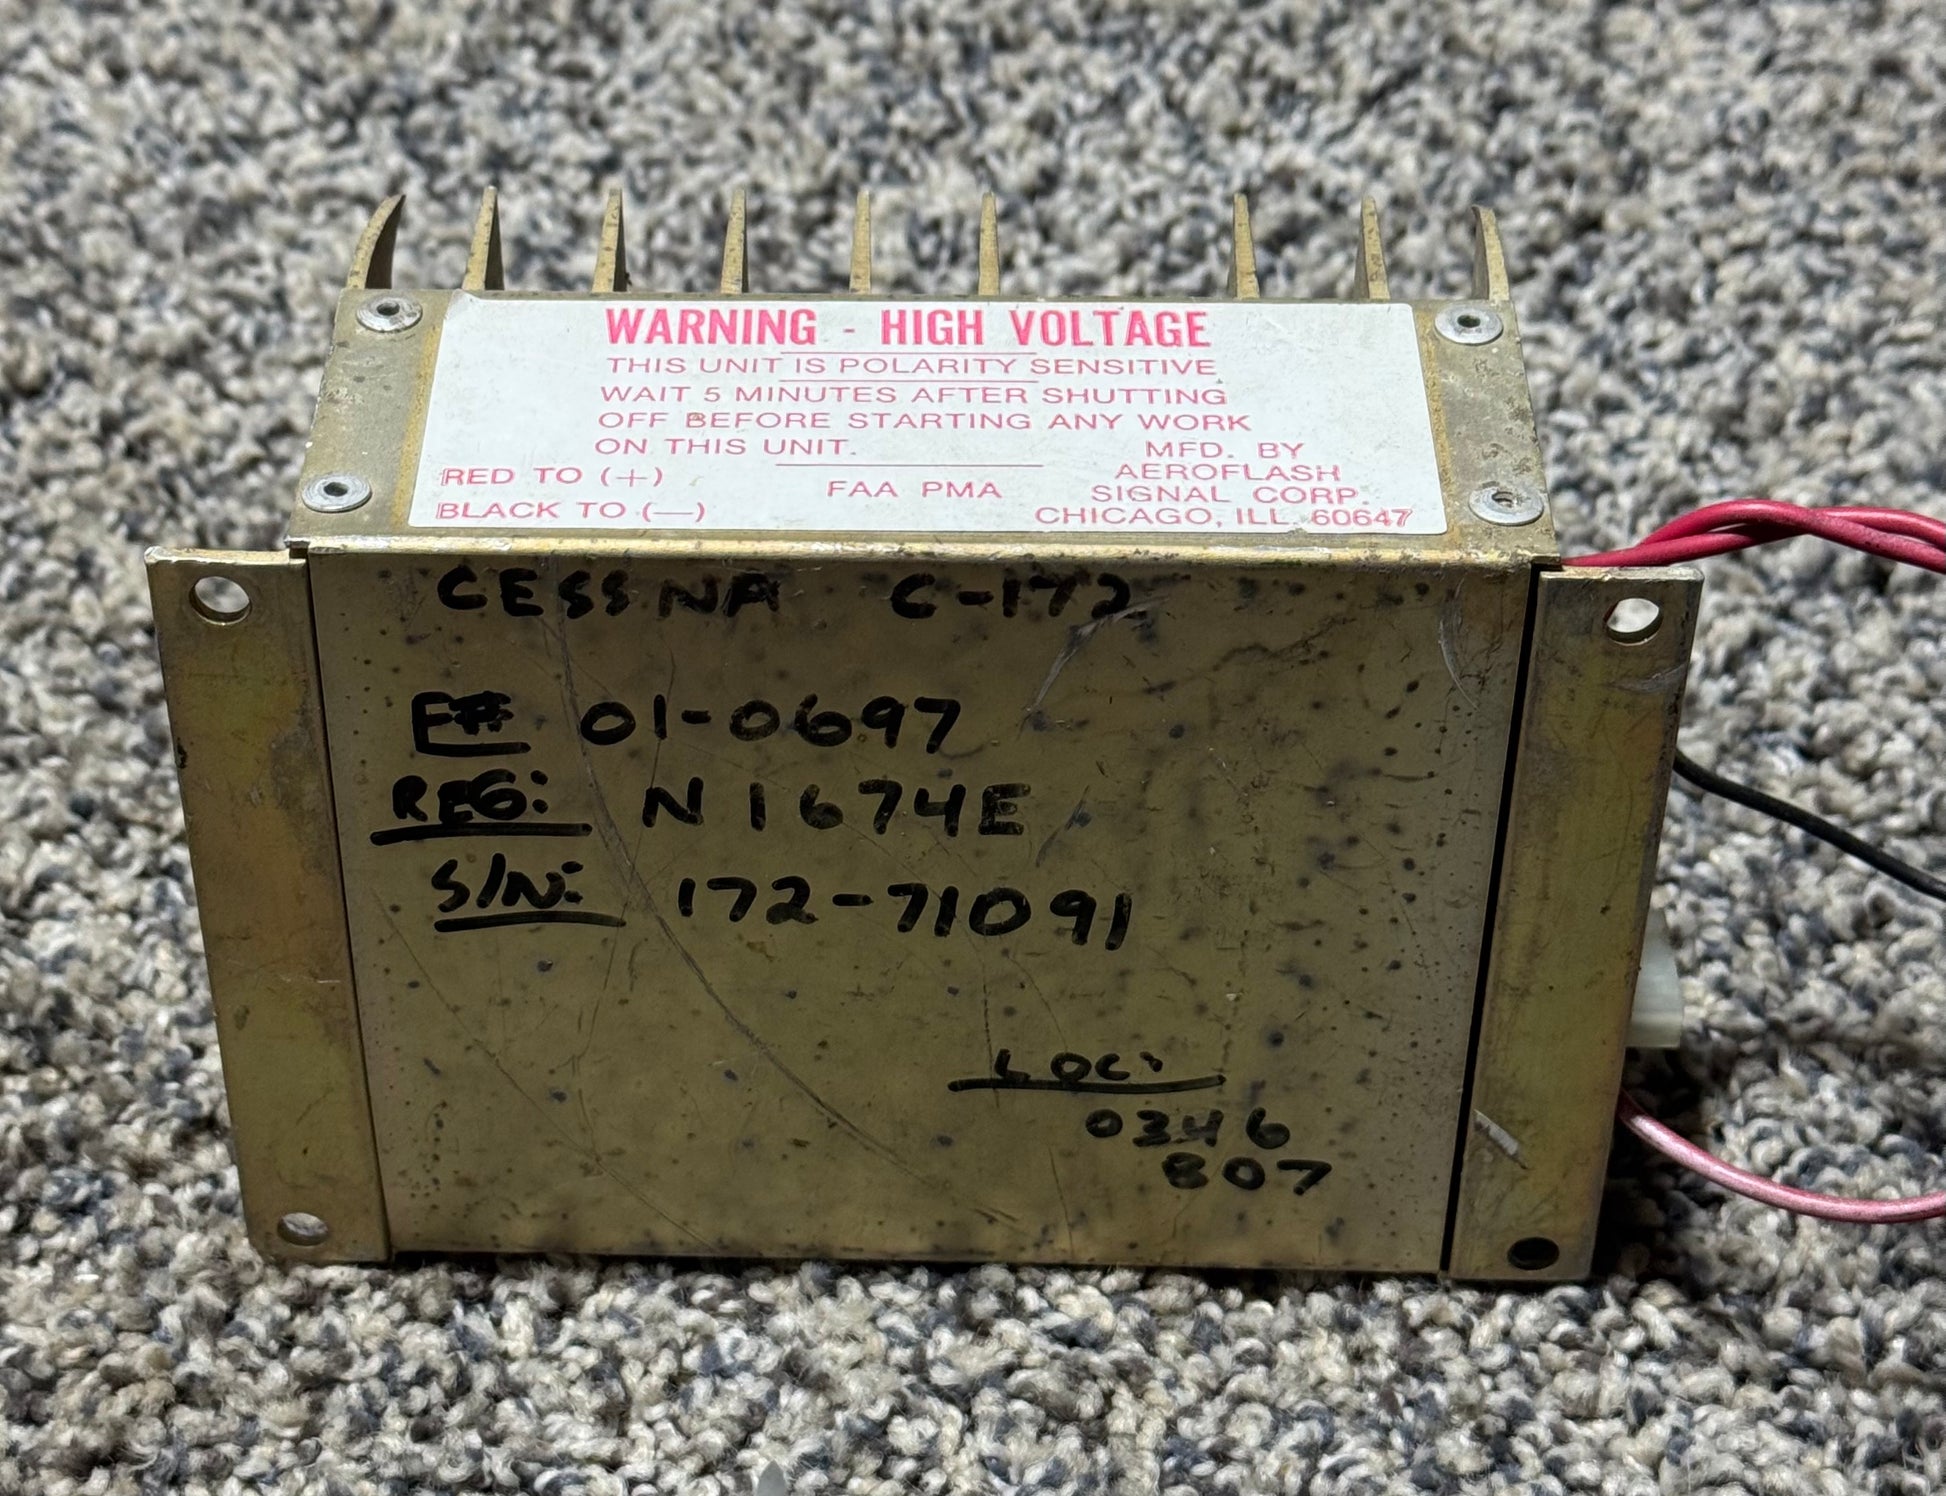 WARNING - HIGH VOLTAGE
THIS UNIT IS POLARITY SENSITIVE
WAIT 5 MINUTES AFTER SHUTTING
OFF BEFORE STARTING ANY WORK
ON THIS UNIT.
RED TO (+)
BLACK TO (—)
FAA PMA
MFD. BY
AEROFLASH
SIGNAL CORP.
CHICAGO, ILL. 60647
CESSNA C-172
F# 01-0697
REG: N1674E
S/N: 172-71091
LOC:
0346
807